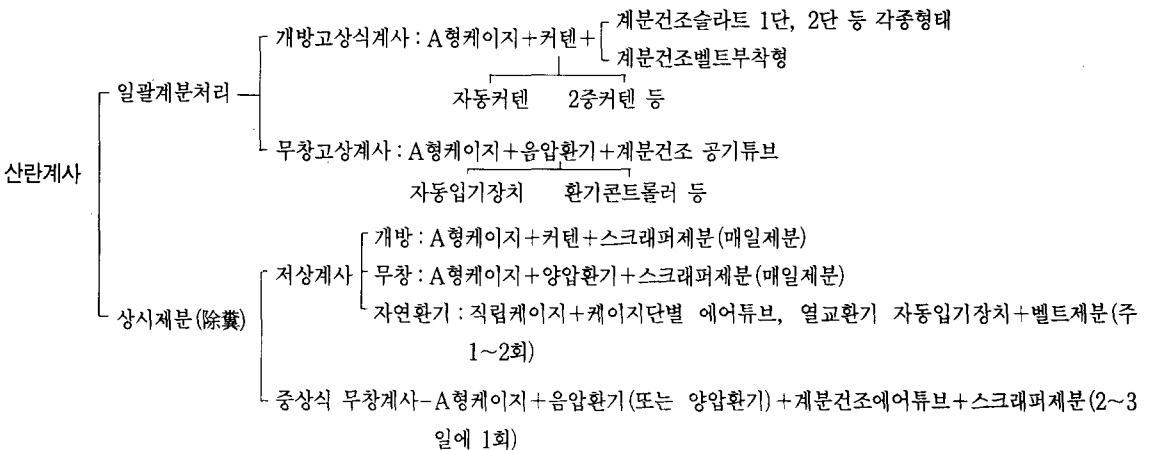 계분건조슬라트 1단, 2단 등 각종형태
개방고상식계사 : A형케이지+커텐+
계분건조벨트부착형
일괄계분처리
자동커텐 2중커텐 등
무창고상계사 : A형케이지+음압환기+계분건조 공기튜브
산란계사
자동입기장치 환기콘트롤러 등
개방 : A형케이지+커텐+스크래퍼제분(매일제분)
저상계사
무창 : A형케이지+양압환기+스크래퍼제분(매일제분)
상시제분(除糞)
자연환기 : 직립케이지+케이지단별 에어튜브, 열교환기 자동입기장치+벨트제분(주
1~2회)
중상식 무창계사-A형케이지+음압환기(또는 양압환기)+계분건조에어튜브+스크래퍼제분(2~3
일에 1회)